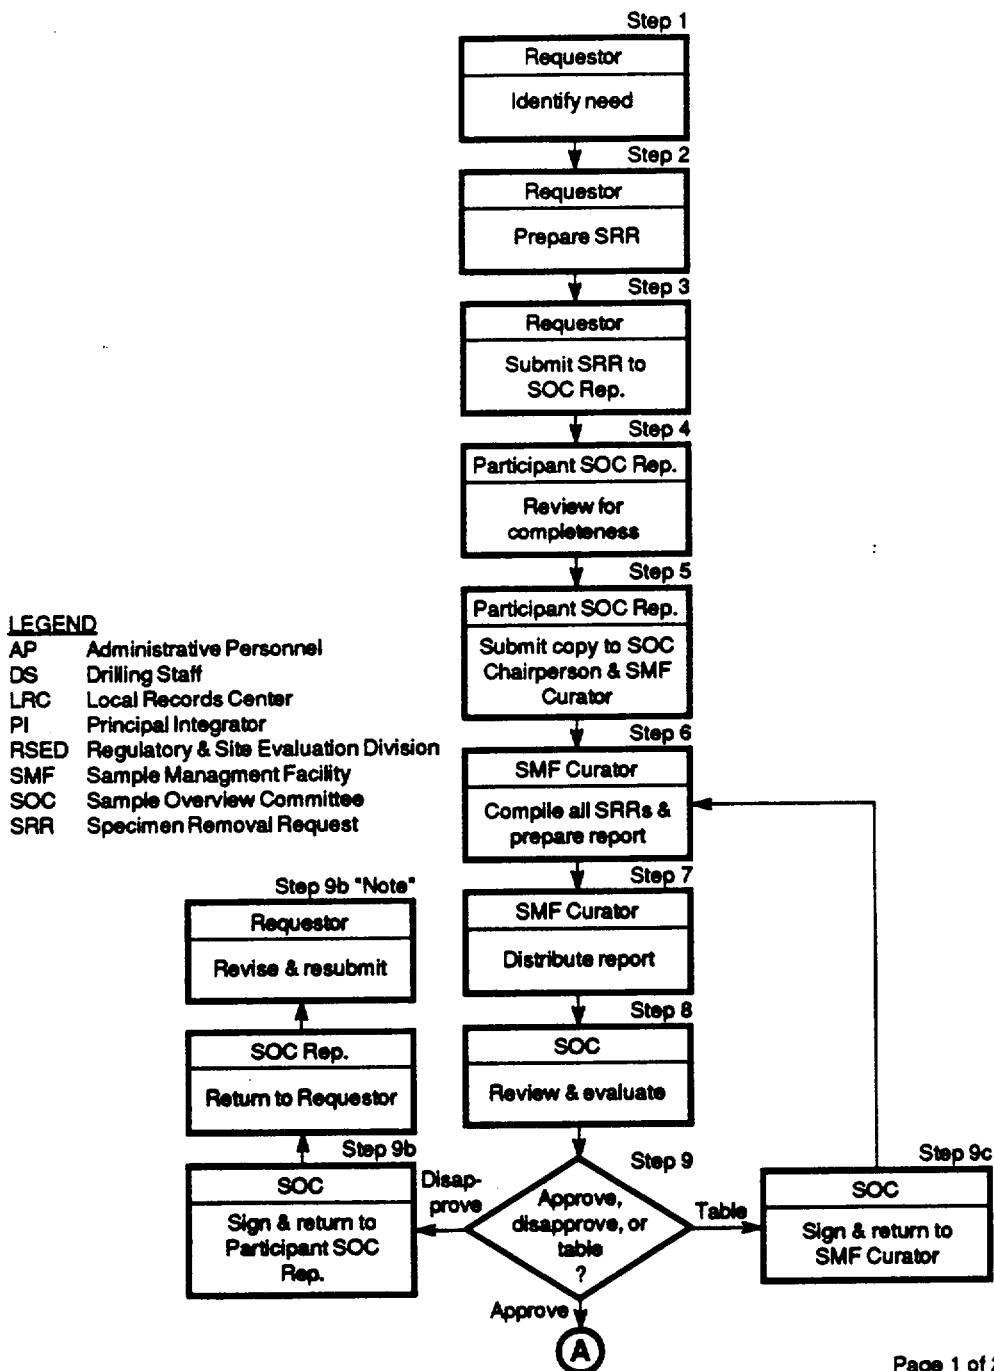 Step 1
Requestor
Identify need
Step 2
Requestor
Prepare SRR
Step 3
Requestor
Submit SRR to
SOC Rep.
Step 4
Participant SOC Rep.
Review for
completeness
Step 5
Participant SOC Rep.
Submit copy to SOC
Chairperson & SMF
Curator
LEGEND
AP Administrative Personnel
DS Drilling Staff
LRC Local Records Center
PI Principal Integrator
RSED Regulatory & Site Evaluation Division
SMF Sample Managment Facility
SOC Sample Overview Committee
SRR Specimen Removal Request
Step 6
SMF Curator
Compile all SRRs &
prepare report
Step 7
SMF Curator
Distribute report
Step 8
SOC
Review & evaluate
Step 9
Approve,
disapprove, or
table
?
Step 9b "Note"
Requestor
Revise & resubmit
SOC Rep.
Return to Requestor
Step 9b
SOC
Sign & return to
Participant SOC
Rep.
Disap-
prove
Table
Step 9c
SOC
Sign & return to
SMF Curator
Approve
A
Page 1 of